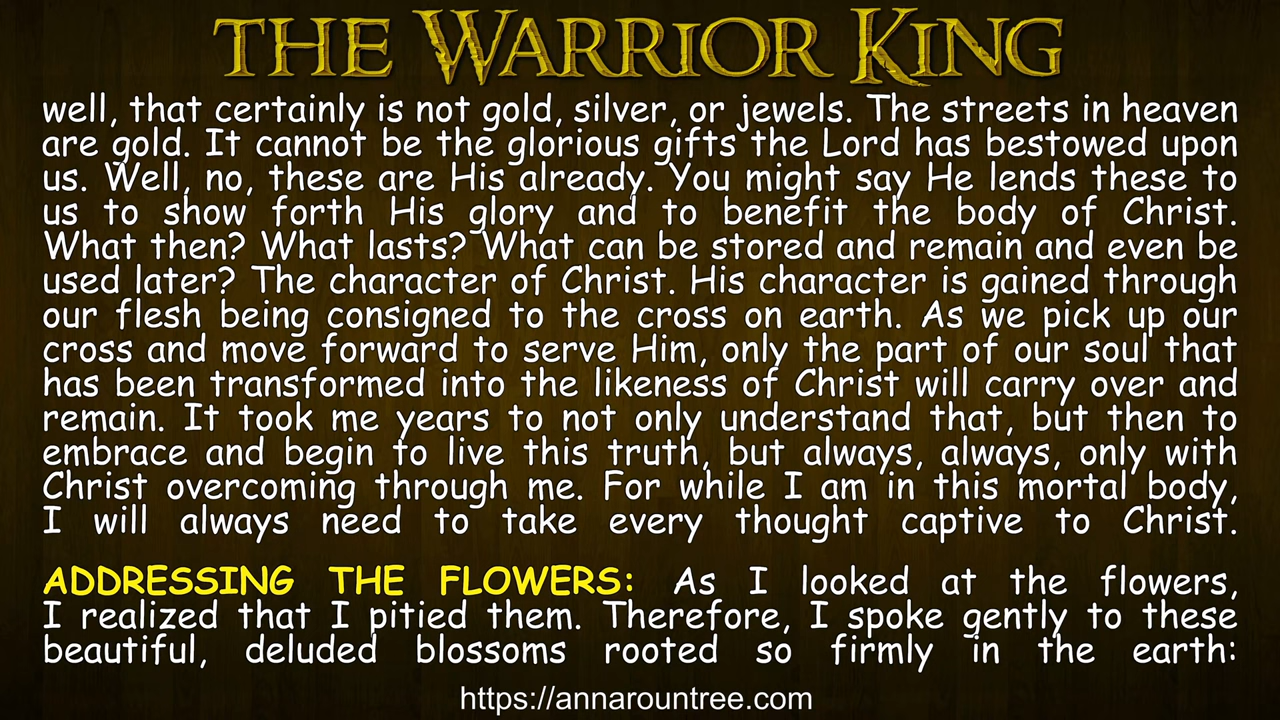 THE WARRIOR KING
well, that certainly is not gold, silver, or jewels. The streets in heaven
are gold. It cannot be the glorious gifts the Lord has bestowed upon
us. Well, no, these are His already. You might say He lends these to
us to show forth His glory and to benefit the body of Christ.
What then? What lasts? What can be stored and remain and even be
used later? The character of Christ. His character is gained through
our flesh being consigned to the cross on earth. As we pick up our
cross and move forward to serve Him, only the part of our soul that
has been transformed into the likeness of Christ will carry over and
remain. It took me years to not only understand that, but then to
embrace and begin to live this truth, but always, always, only with
Christ overcoming through me. For while I am in this mortal body,
I will always need to take every thought captive to Christ.
ADDRESSING THE FLOWERS: As I looked at the flowers,
I realized that I pitied them. Therefore, I spoke gently to these
beautiful, deluded blossoms rooted so firmly in the earth:
https://annarountree.com